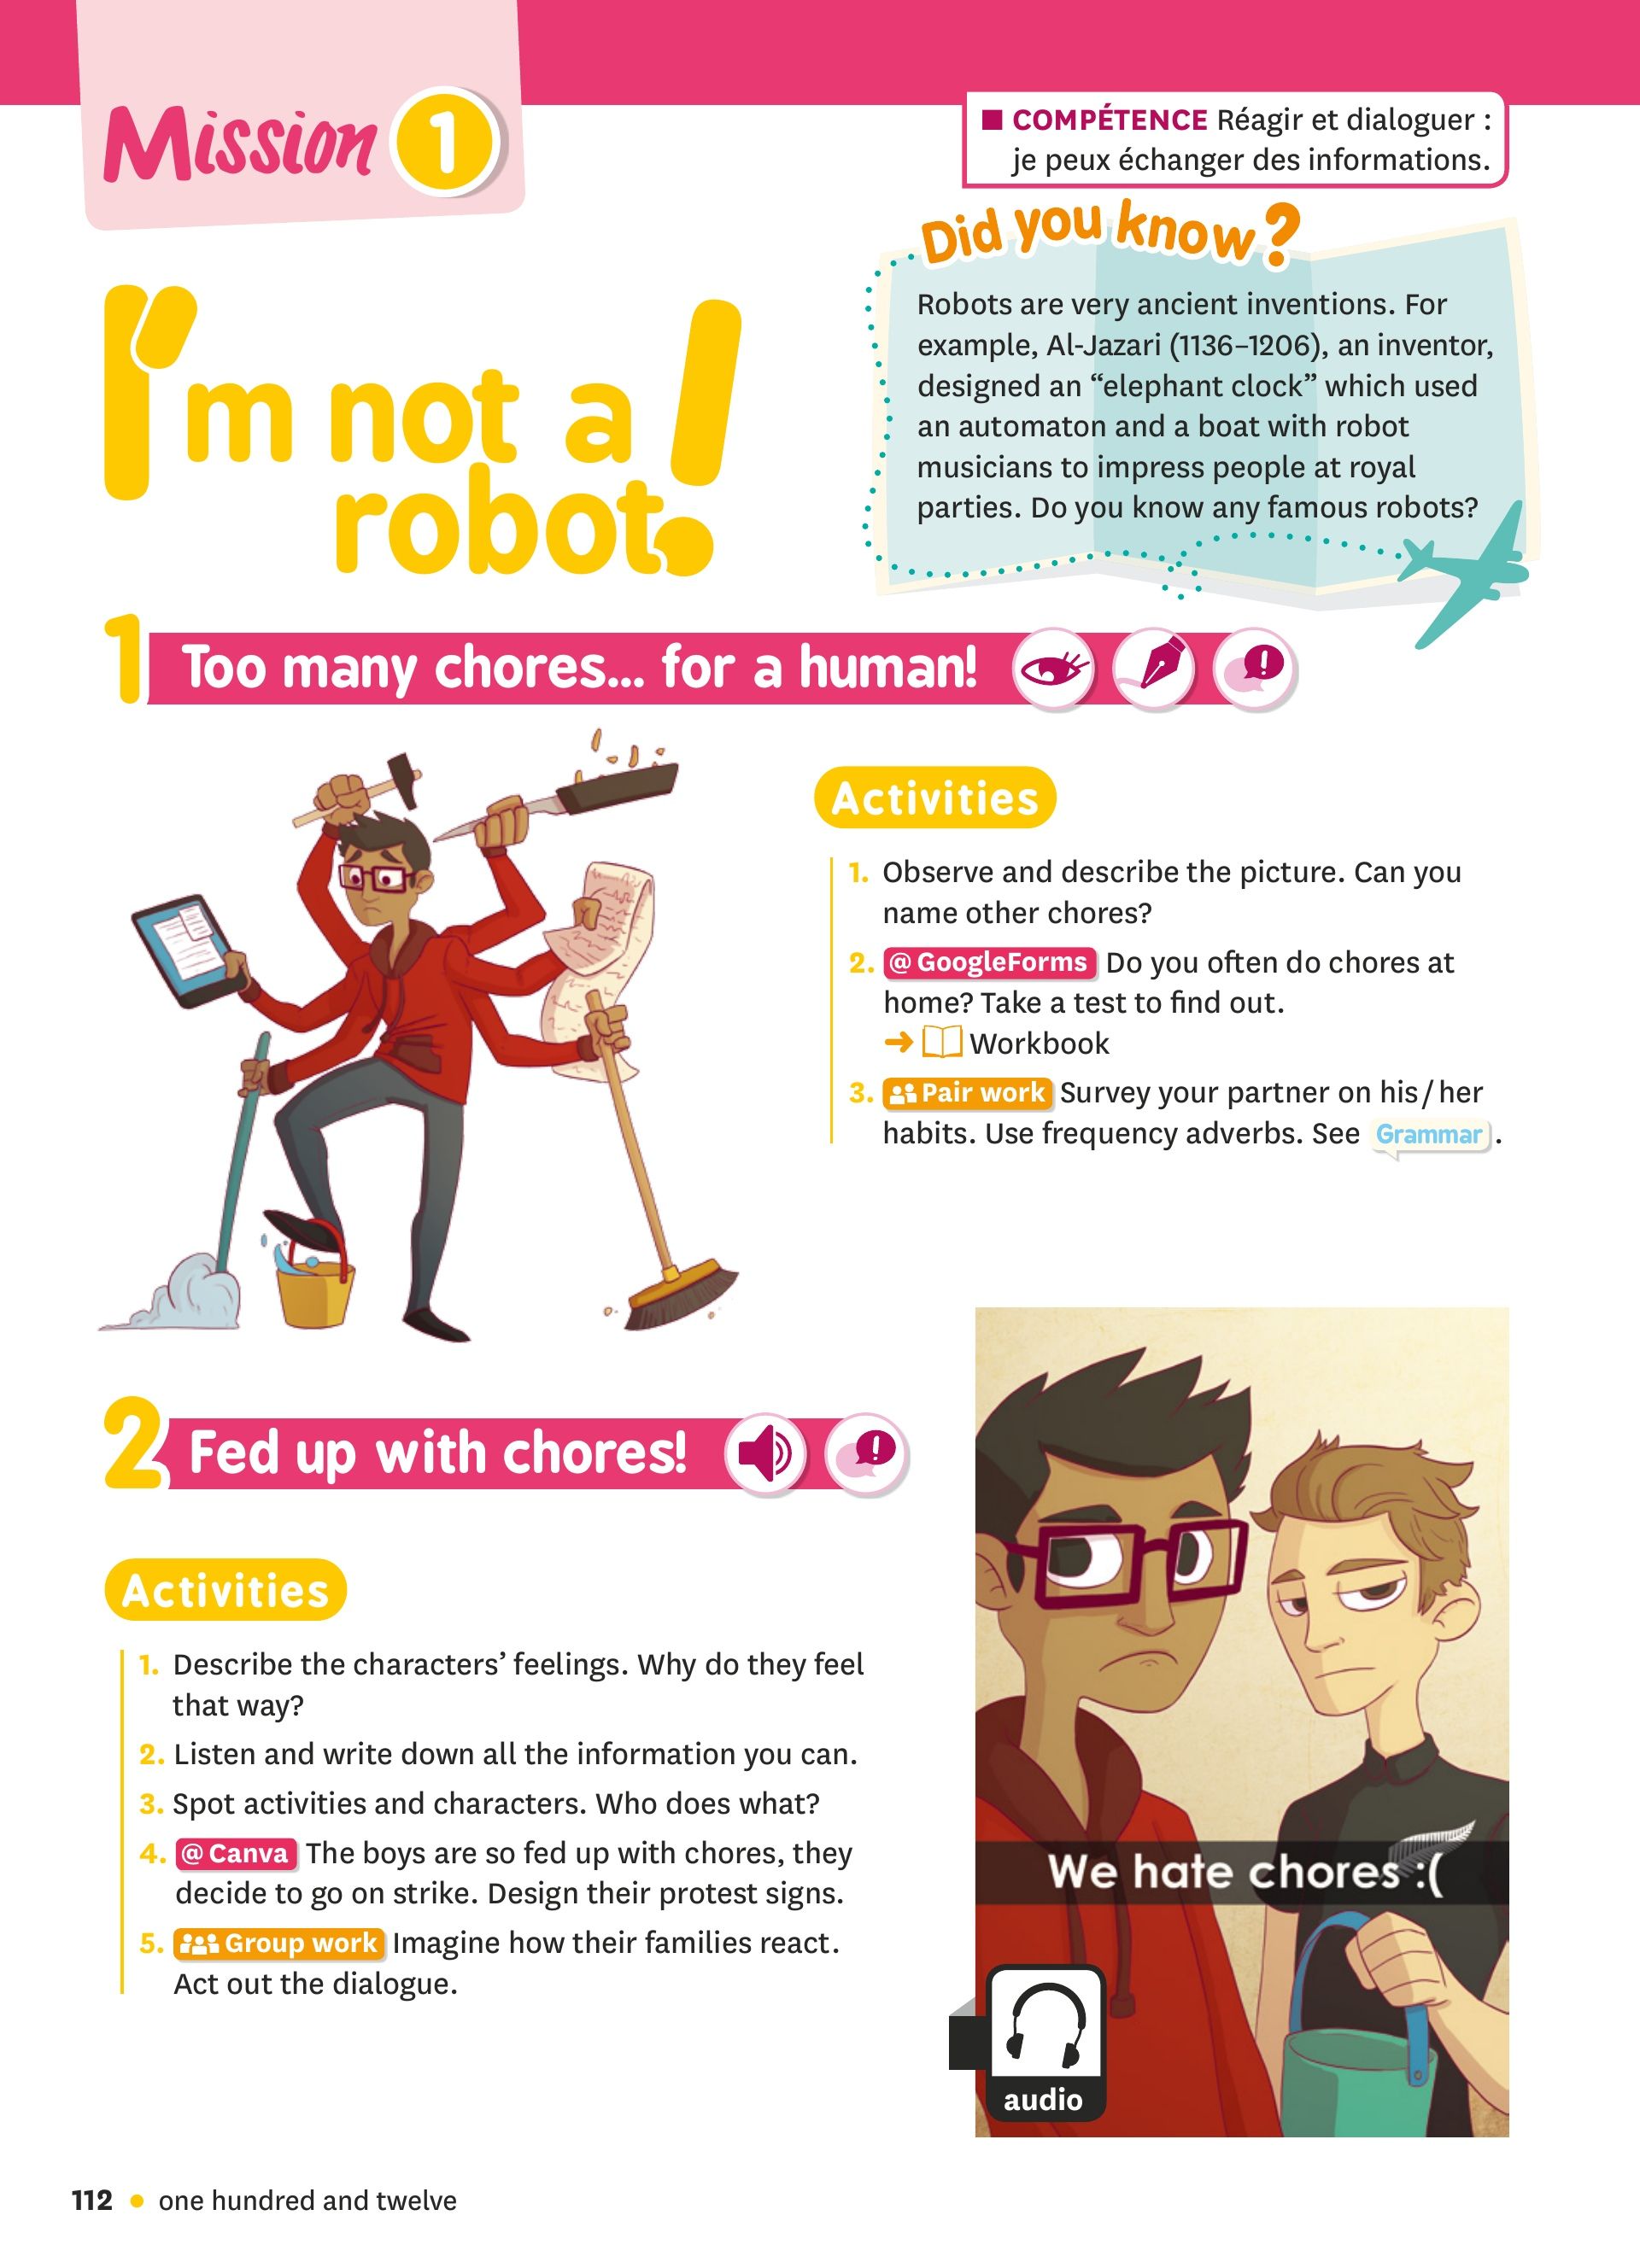 Mission 1
■ COMPÉTENCE Réagir et dialoguer :
je peux échanger des informations.
Did you know?
Robots are very ancient inventions. For
example, Al-Jazari (1136–1206), an inventor,
designed an “elephant clock” which used
an automaton and a boat with robot
musicians to impress people at royal
parties. Do you know any famous robots?
I’m not a
robot!
1 Too many chores... for a human!
Activities
1. Observe and describe the picture. Can you
name other chores?
2. @ GoogleForms Do you often do chores at
home? Take a test to find out.
➜ Workbook
3. Pair work Survey your partner on his/her
habits. Use frequency adverbs. See Grammar.
2 Fed up with chores!
Activities
1. Describe the characters’ feelings. Why do they feel
that way?
2. Listen and write down all the information you can.
3. Spot activities and characters. Who does what?
4. @ Canva The boys are so fed up with chores, they
decide to go on strike. Design their protest signs.
5. Group work Imagine how their families react.
Act out the dialogue.
We hate chores :(
audio
112 • one hundred and twelve